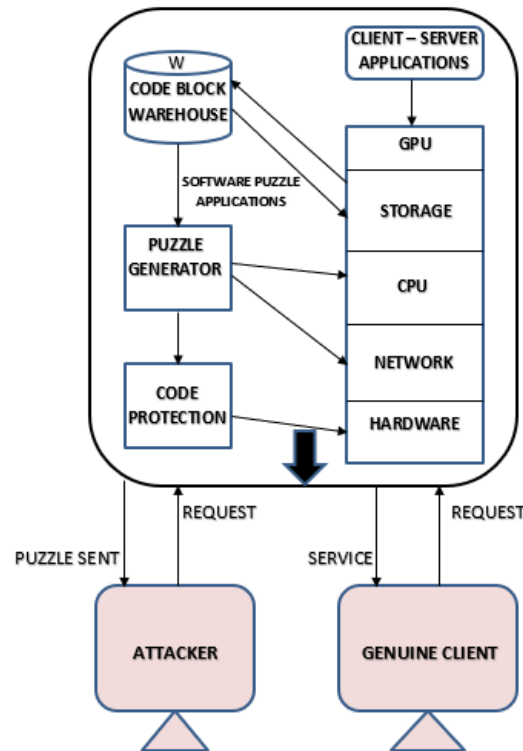 W
CODE BLOCK
WAREHOUSE
CLIENT – SERVER
APPLICATIONS
GPU
SOFTWARE PUZZLE
APPLICATIONS
STORAGE
PUZZLE
GENERATOR
CPU
NETWORK
CODE
PROTECTION
HARDWARE
PUZZLE SENT
REQUEST
SERVICE
REQUEST
ATTACKER
GENUINE CLIENT